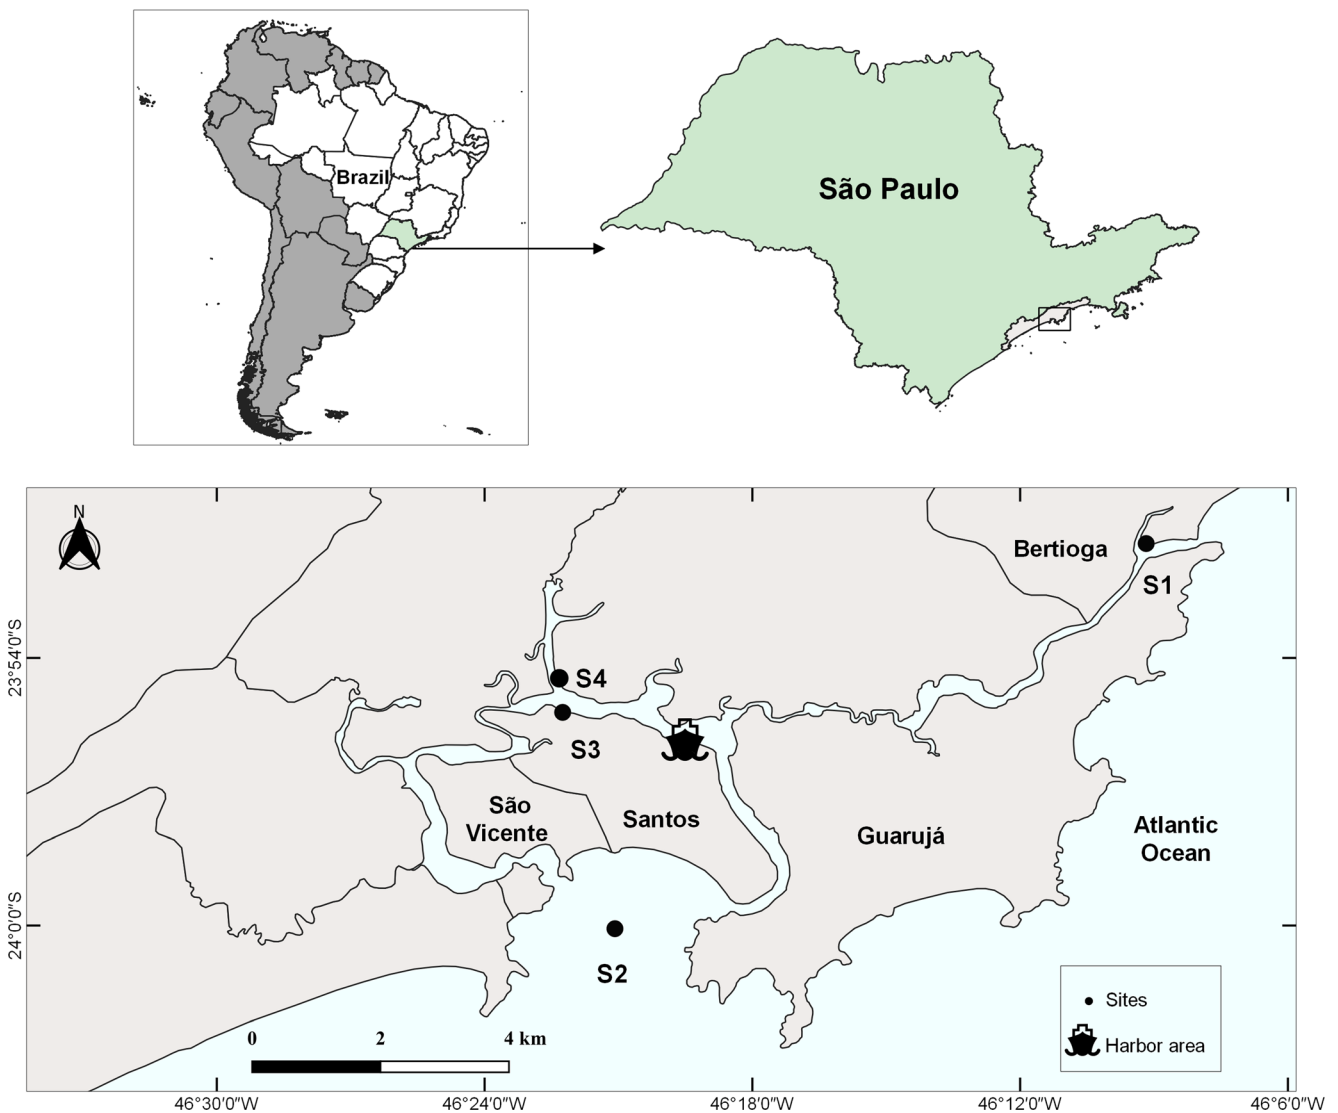 Brazil
São Paulo
N
Bertioga
S1
23°54'0"S
S4
S3
São
Vicente
Santos
Guarujá
Atlantic
Ocean
24°0'0"S
S2
Sites
Harbor area
0 2 4 km
46°30'0"W 46°24'0"W 46°18'0"W 46°12'0"W 46°6'0"W